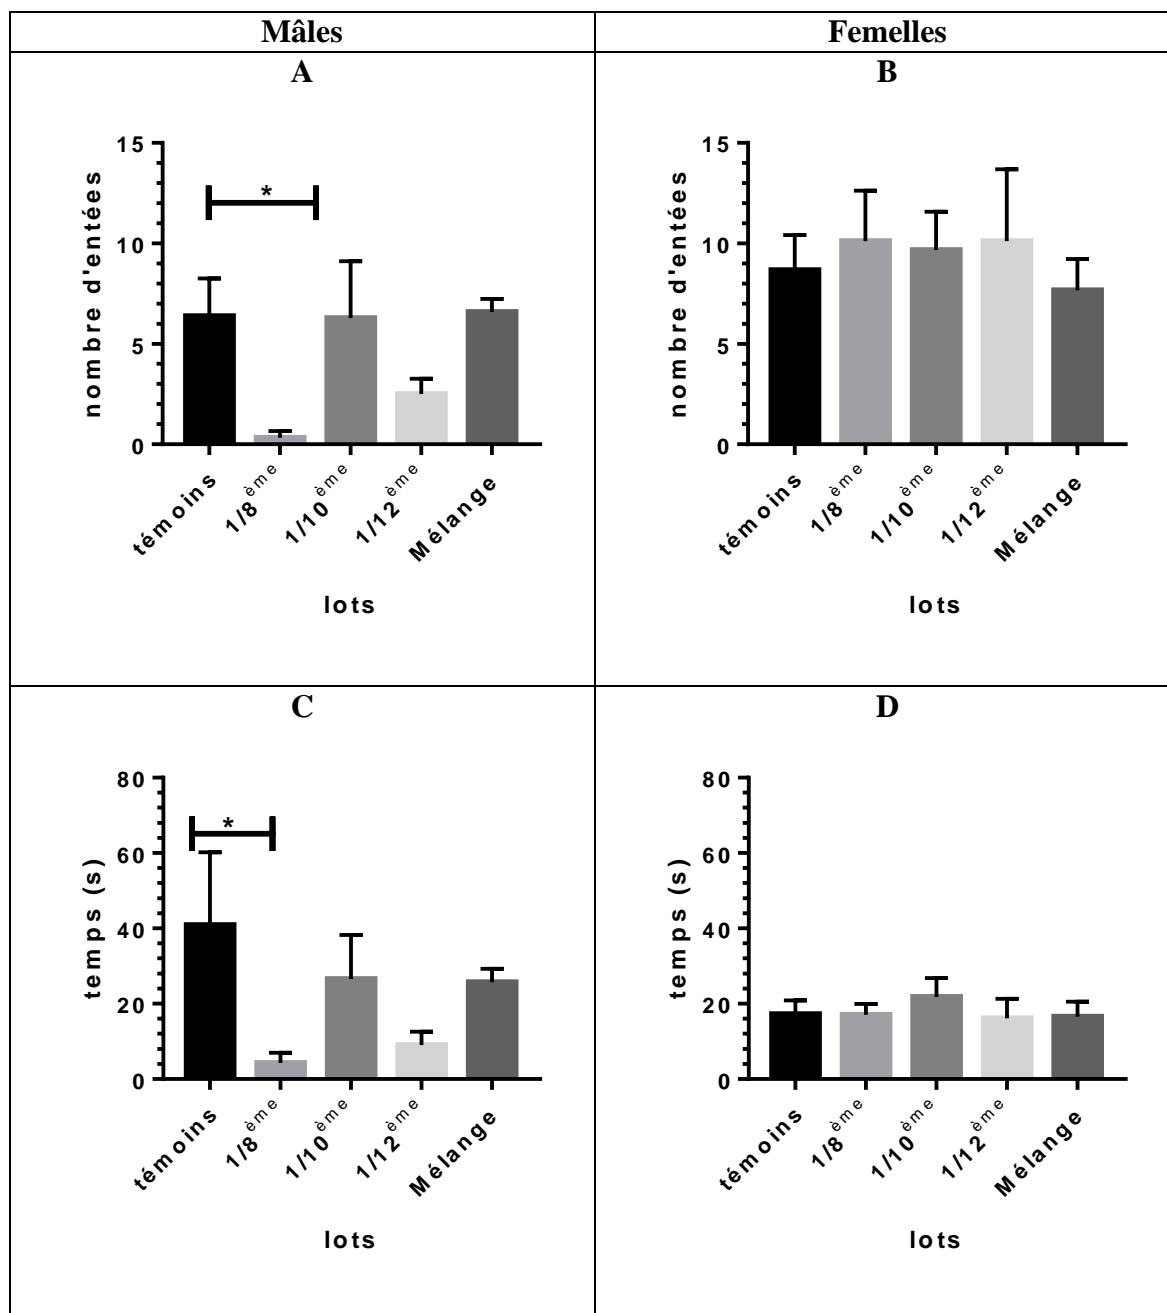 Mâles Femelles
A B
15
10
5
0
nombre d'entées
*
témoins
1/8ème
1/10ème
1/12ème
Mélange
lots
15
10
5
0
nombre d'entées
témoins
1/8ème
1/10ème
1/12ème
Mélange
lots
C D
80
60
40
20
0
temps (s)
*
témoins
1/8ème
1/10ème
1/12ème
Mélange
lots
80
60
40
20
0
temps (s)
témoins
1/8ème
1/10ème
1/12ème
Mélange
lots